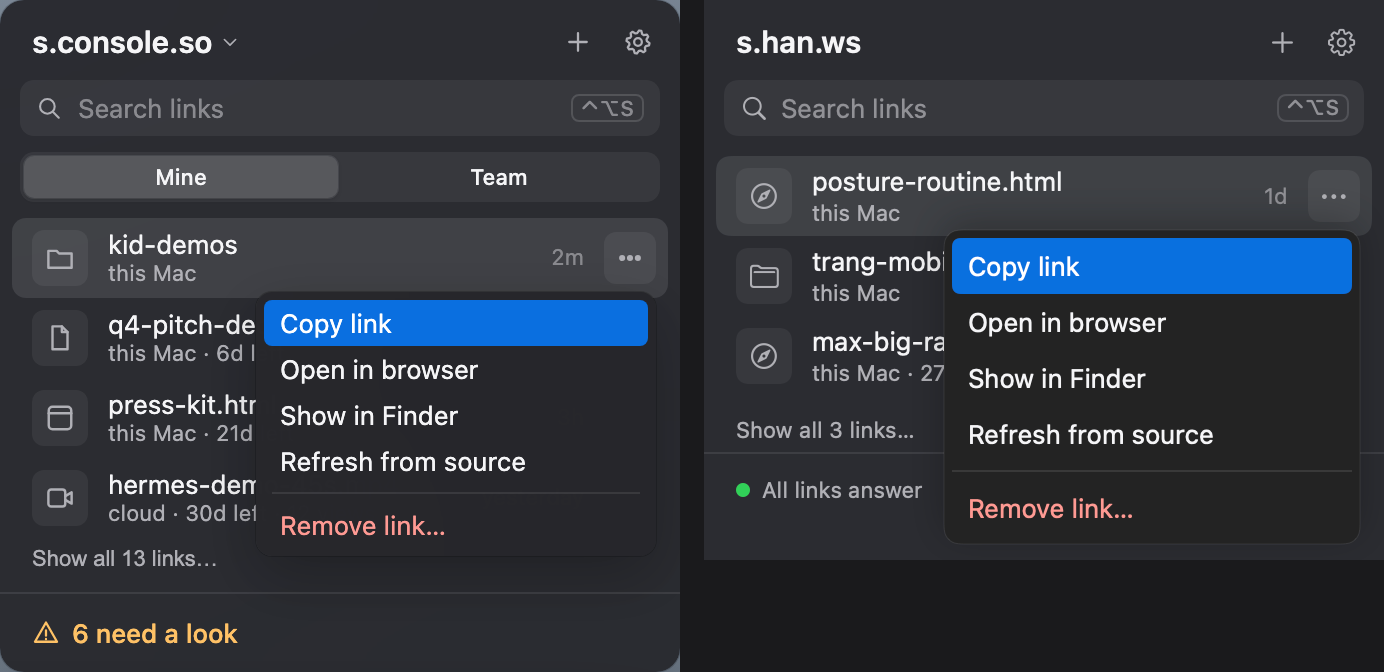 s.console.so
Search links
^⌥S
Mine
Team
kid-demos
this Mac
2m
q4-pitch-de
this Mac · 6d l
press-kit.htr
this Mac · 21d
hermes-dem
cloud · 30d lef
Copy link
Open in browser
Show in Finder
Refresh from source
Remove link...
Show all 13 links...
6 need a look
s.han.ws
Search links
^⌥S
posture-routine.html
this Mac
1d
trang-mobi
this Mac
max-big-ra
this Mac · 27
Copy link
Open in browser
Show in Finder
Refresh from source
Remove link...
Show all 3 links...
All links answer